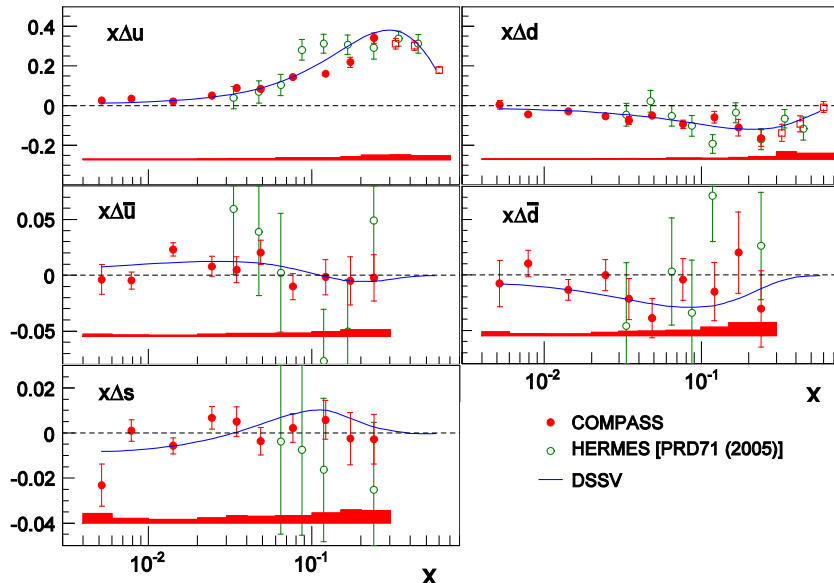 xΔu
0.4
0.2
0
-0.2
xΔd
xΔu̅
0.05
0
-0.05
xΔd̅
10⁻² 10⁻¹ x
xΔs
0.02
0
-0.02
-0.04
10⁻² 10⁻¹ x
COMPASS
HERMES [PRD71 (2005)]
DSSV